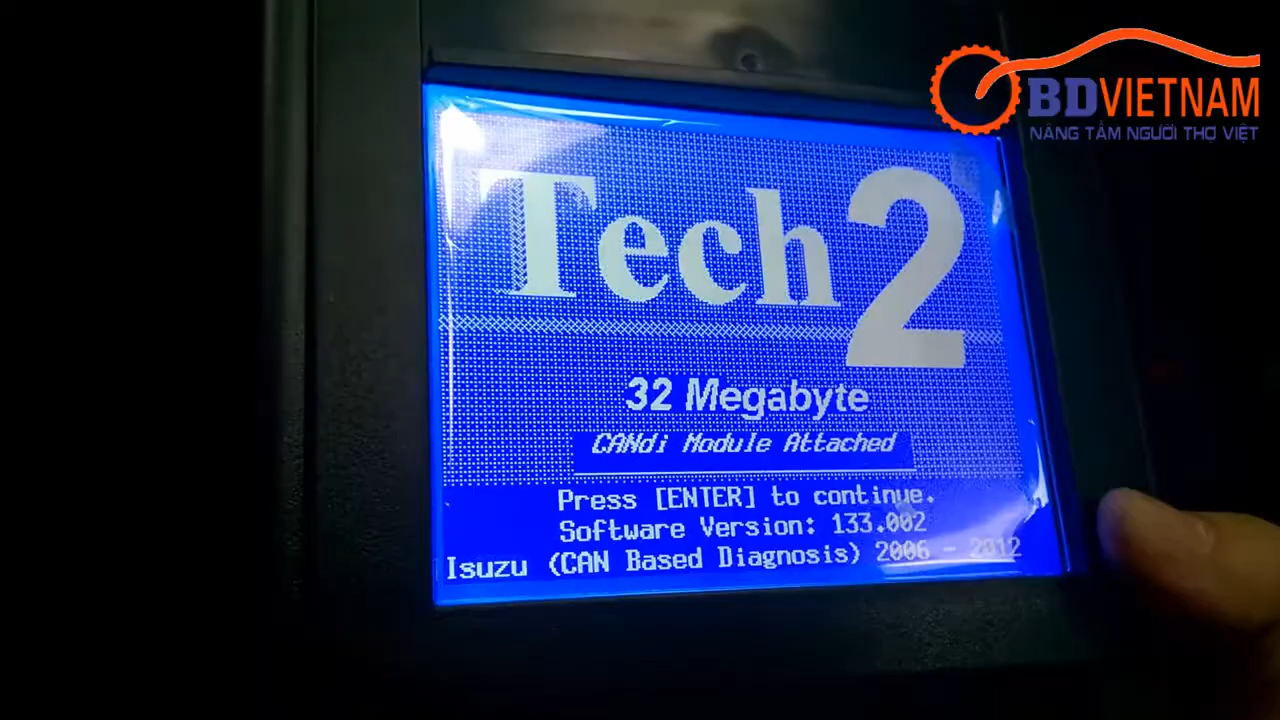 OBDVIETNAM
NÂNG TẦM NGƯỜI THỢ VIỆT
Tech 2
32 Megabyte
CANdi Module Attached
Press [ENTER] to continue.
Software Version: 133.002
Isuzu (CAN Based Diagnosis) 2006 - 2012